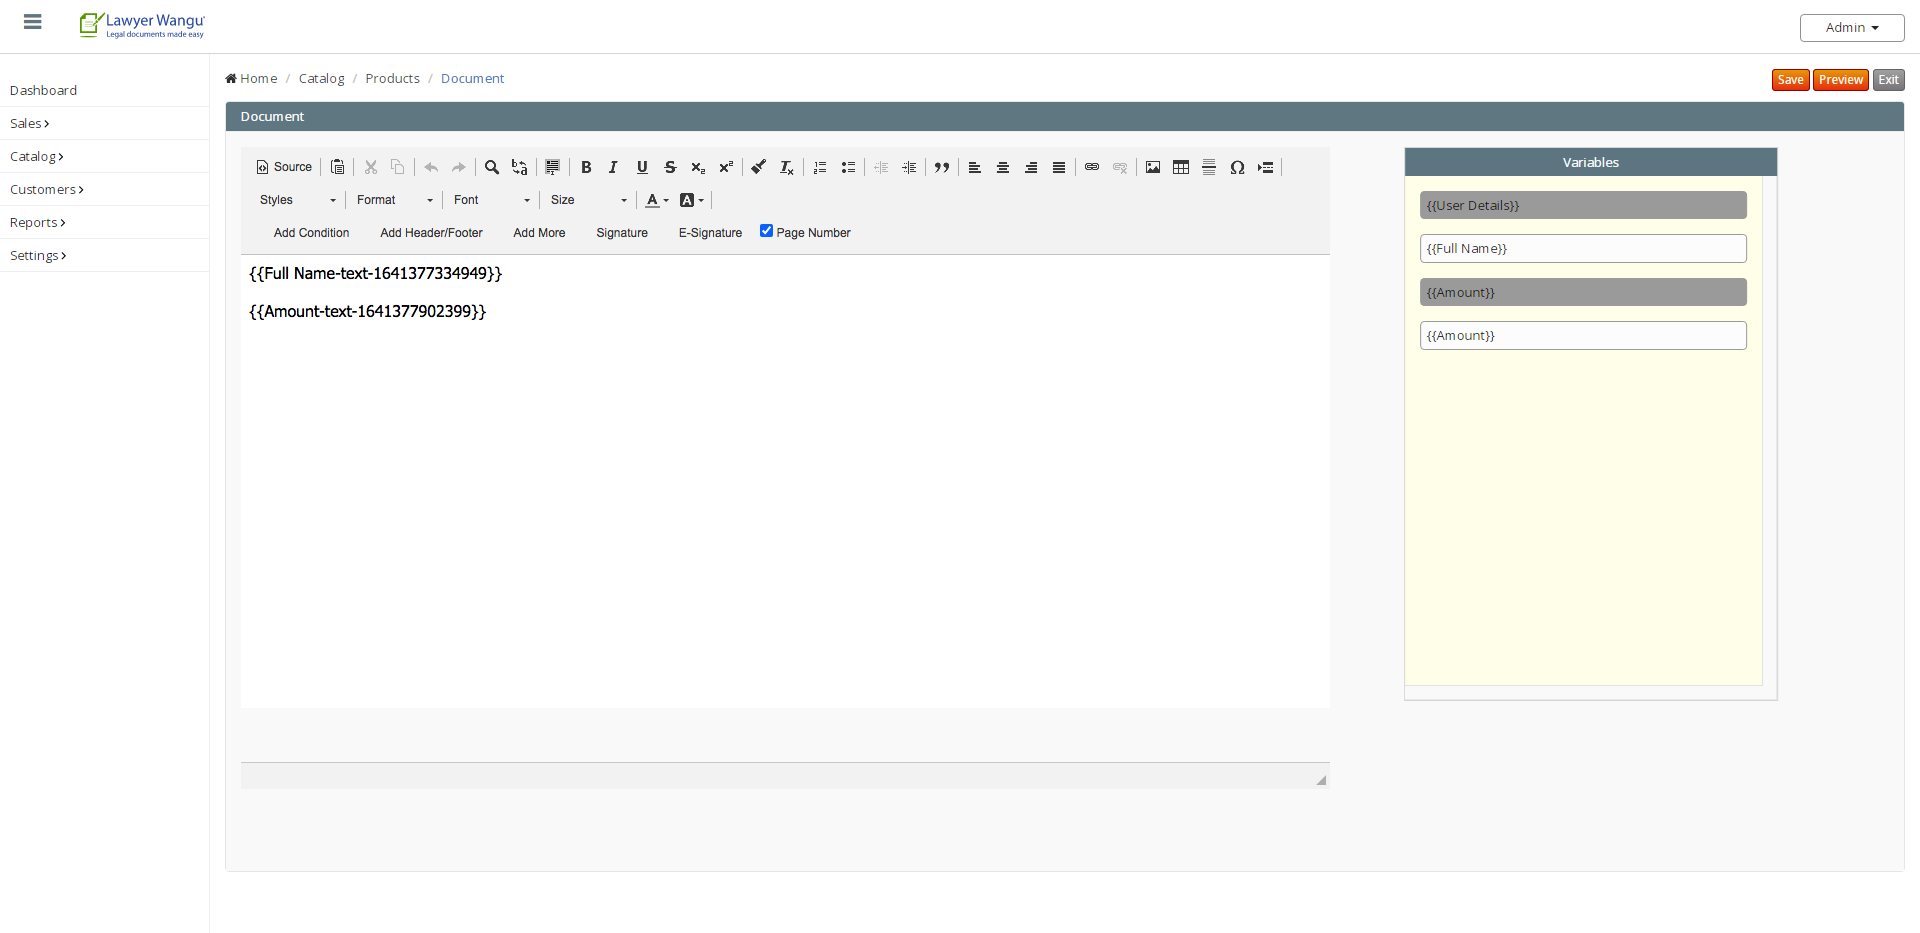 Lawyer Wangu
Legal documents made easy
Admin
Dashboard
Sales
Catalog
Customers
Reports
Settings
Home / Catalog / Products / Document
Save Preview Exit
Document
Source
Styles Format Font Size
Add Condition Add Header/Footer Add More Signature E-Signature Page Number
{{Full Name-text-1641377334949}}
{{Amount-text-1641377902399}}
Variables
{{User Details}}
{{Full Name}}
{{Amount}}
{{Amount}}